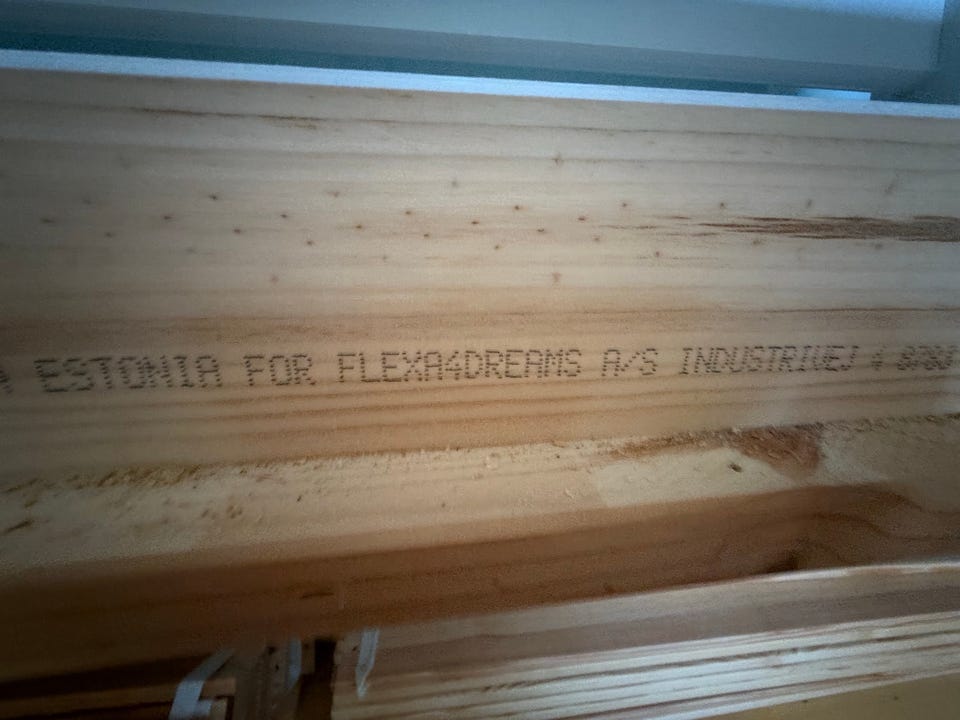 ESTONIA FOR FLEXA4DREAMS A/S INDUSTRIVEJ 4